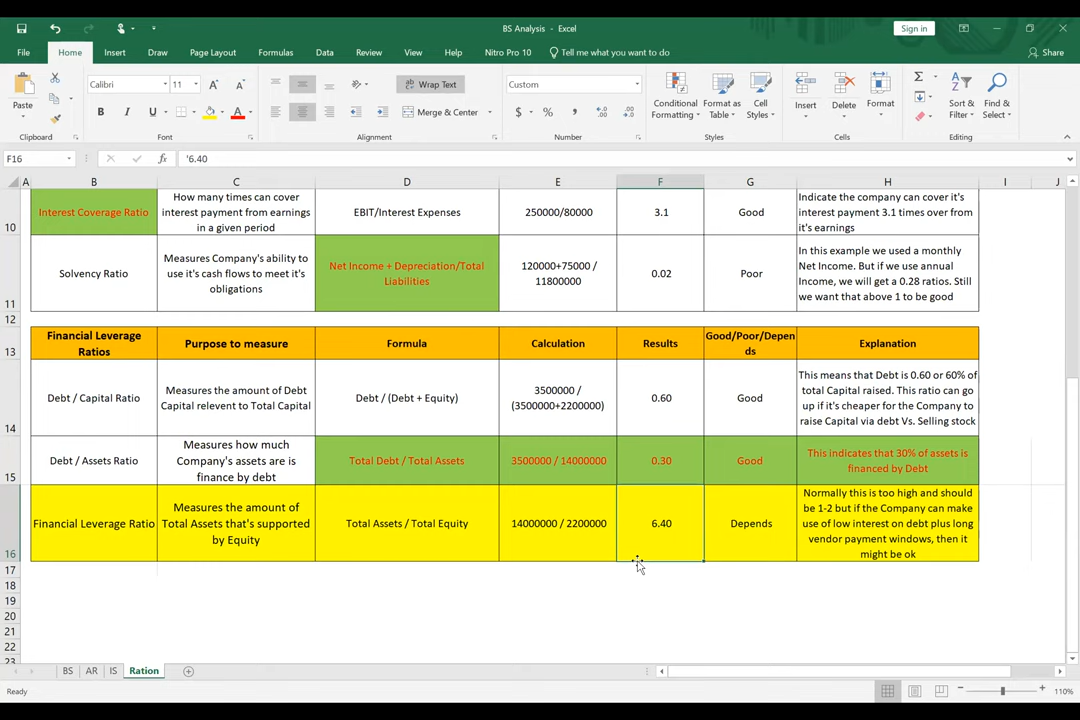 BS Analysis - Excel
Sign in
File Home Insert Draw Page Layout Formulas Data Review View Help Nitro Pro 10 Tell me what you want to do Share
Paste
Calibri 11
Wrap Text
Custom
B I U
Merge & Center
$ % ,
Conditional Formatting
Format as Table
Cell Styles
Insert Delete Format
Sort & Filter
Find & Select
Clipboard Font Alignment Number Styles Cells Editing
F16 fx '6.40
A B C D E F G H I J
10
Interest Coverage Ratio
How many times can cover
interest payment from earnings
in a given period
EBIT/Interest Expenses
250000/80000
3.1
Good
Indicate the company can cover it's
interest payment 3.1 times over from
it's earnings
11
Solvency Ratio
Measures Company's ability to
use it's cash flows to meet it's
obligations
Net Income + Depreciation/Total
Liabilities
120000+75000 /
11800000
0.02
Poor
In this example we used a monthly
Net Income. But if we use annual
Income, we will get a 0.28 ratios. Still
we want that above 1 to be good
12
13
Financial Leverage
Ratios
Purpose to measure
Formula
Calculation
Results
Good/Poor/Depen
ds
Explanation
14
Debt / Capital Ratio
Measures the amount of Debt
Capital relevent to Total Capital
Debt / (Debt + Equity)
3500000 /
(3500000+2200000)
0.60
Good
This means that Debt is 0.60 or 60% of
total Capital raised. This ratio can go
up if it's cheaper for the Company to
raise Capital via debt Vs. Selling stock
15
Debt / Assets Ratio
Measures how much
Company's assets are is
finance by debt
Total Debt / Total Assets
3500000 / 14000000
0.30
Good
This indicates that 30% of assets is
financed by Debt
16
Financial Leverage Ratio
Measures the amount of
Total Assets that's supported
by Equity
Total Assets / Total Equity
14000000 / 2200000
6.40
Depends
Normally this is too high and should
be 1-2 but if the Company can make
use of low interest on debt plus long
vendor payment windows, then it
might be ok
17
18
19
20
21
22
23
BS AR IS Ration
Ready
110%